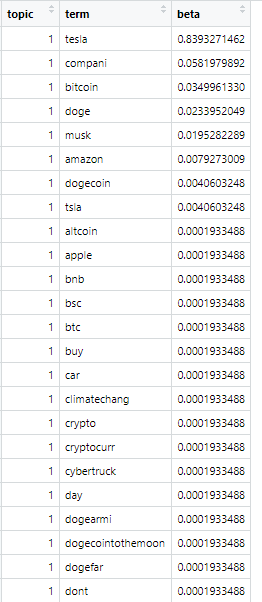 topic term beta
1 tesla 0.8393271462
1 compani 0.0581979892
1 bitcoin 0.0349961330
1 doge 0.0233952049
1 musk 0.0195282289
1 amazon 0.0079273009
1 dogecoin 0.0040603248
1 tsla 0.0040603248
1 altcoin 0.0001933488
1 apple 0.0001933488
1 bnb 0.0001933488
1 bsc 0.0001933488
1 btc 0.0001933488
1 buy 0.0001933488
1 car 0.0001933488
1 climatechang 0.0001933488
1 crypto 0.0001933488
1 cryptocurr 0.0001933488
1 cybertruck 0.0001933488
1 day 0.0001933488
1 dogearmi 0.0001933488
1 dogecointothemoon 0.0001933488
1 dogefar 0.0001933488
1 dont 0.0001933488